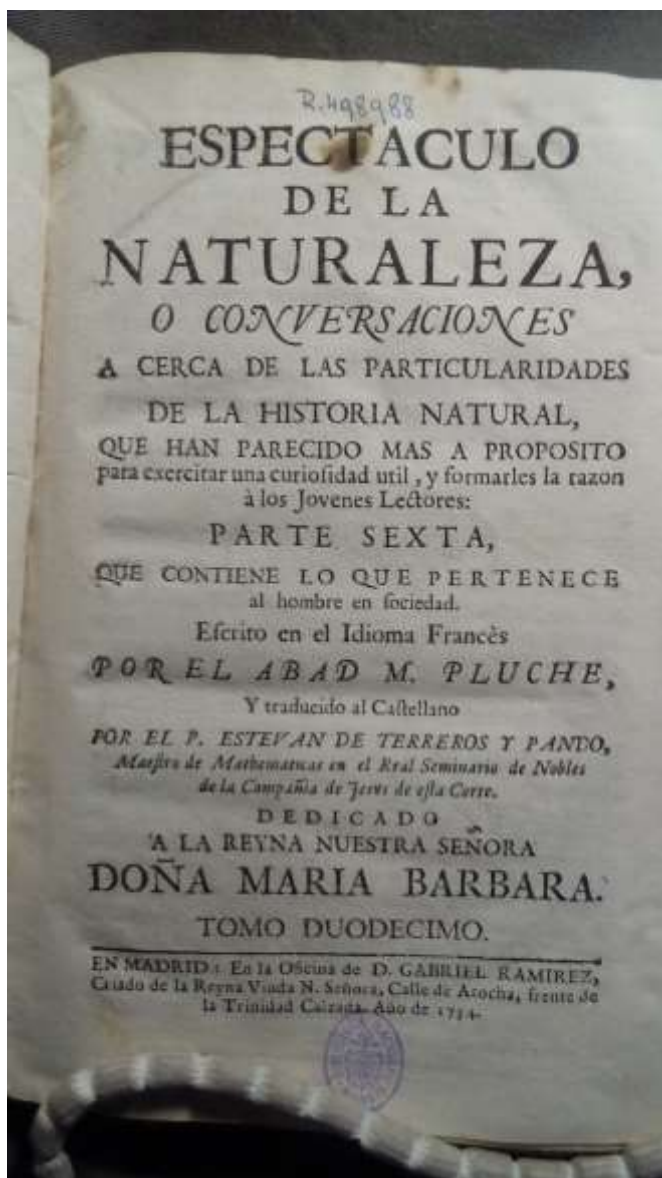 R.498988
ESPECTACULO
DE LA
NATURALEZA,
O CONVERSACIONES
A CERCA DE LAS PARTICULARIDADES
DE LA HISTORIA NATURAL,
QUE HAN PARECIDO MAS A PROPOSITO
para exercitar una curioſidad util, y formarles la razon
à los Jovenes Lectores:
PARTE SEXTA,
QUE CONTIENE LO QUE PERTENECE
al hombre en ſociedad.
Eſcrito en el Idioma Francès
POR EL ABAD M. PLUCHE,
Y traducido al Caſtellano
POR EL P. ESTEVAN DE TERREROS Y PANDO,
Maeſtro de Mathematicas en el Real Seminario de Nobles
de la Compañia de Jesus de eſta Corte.
DEDICADO
A LA REYNA NUESTRA SEÑORA
DOÑA MARIA BARBARA.
TOMO DUODECIMO.
EN MADRID: En la Oficina de D. GABRIEL RAMIREZ,
Criado de la Reyna Viuda N. Señora, Calle de Atocha, frente de
la Trinidad Calzada. Año de 1754.